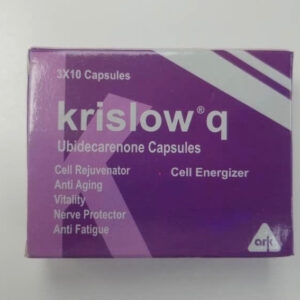 3X10 Capsules
krislow® q
Ubidecarenone Capsules
Cell Rejuvenator
Cell Energizer
Anti Aging
Vitality
Nerve Protector
Anti Fatigue
ark